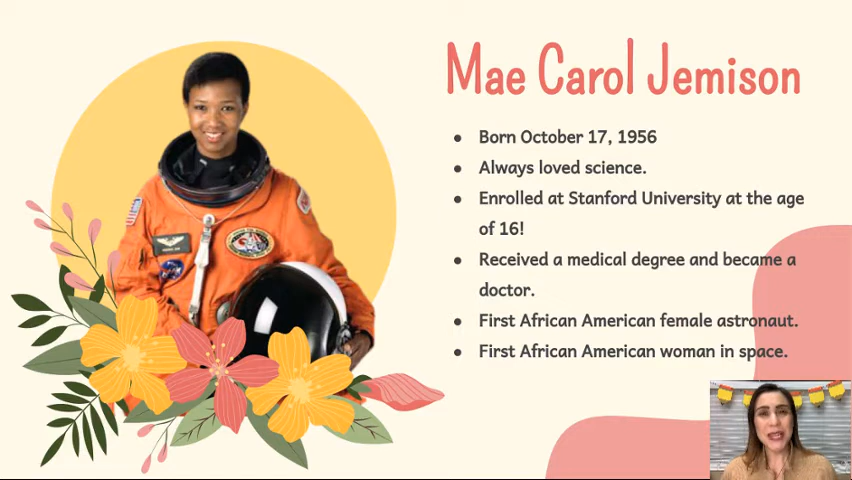 Mae Carol Jemison
Born October 17, 1956
Always loved science.
Enrolled at Stanford University at the age
of 16!
Received a medical degree and became a
doctor.
First African American female astronaut.
First African American woman in space.